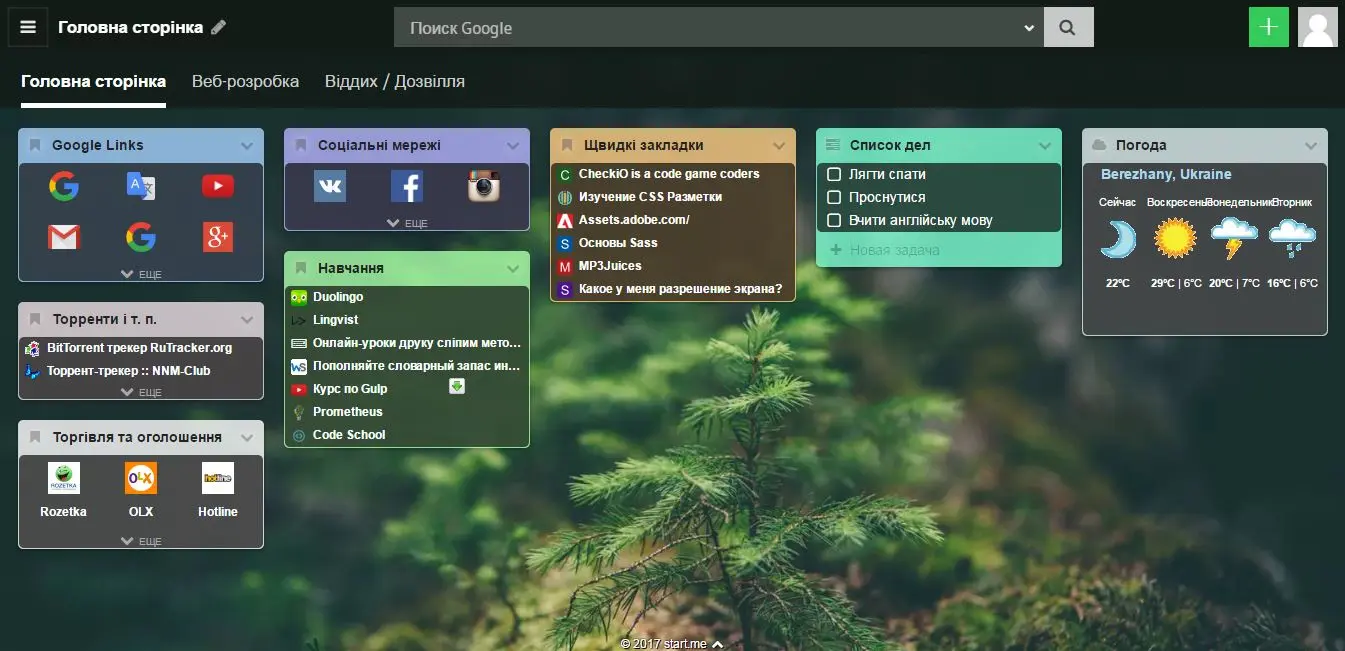 Головна сторінка
Поиск Google
Головна сторінка Веб-розробка Віддих / Дозвілля
Google Links
ЕЩЕ
Торренти і т. п.
BitTorrent трекер RuTracker.org
Торрент-трекер :: NNM-Club
ЕЩЕ
Торгівля та оголошення
ROZETKA OLX hotline
Rozetka OLX Hotline
ЕЩЕ
Соціальні мережі
ЕЩЕ
Навчання
Duolingo
Lingvist
Онлайн-уроки друку сліпим мето...
Пополняйте словарный запас ин...
Курс по Gulp
Prometheus
Code School
Щвидкі закладки
C CheckiO is a code game coders
Изучение CSS Разметки
Assets.adobe.com/
S Основы Sass
M MP3Juices
S Какое у меня разрешение экрана?
Список дел
Лягти спати
Проснутися
Вчити англійську мову
+ Новая задача
Погода
Berezhany, Ukraine
Сейчас Воскресенье Понедельник Вторник
22°C 29°C | 6°C 20°C | 7°C 16°C | 6°C
© 2017 start.me